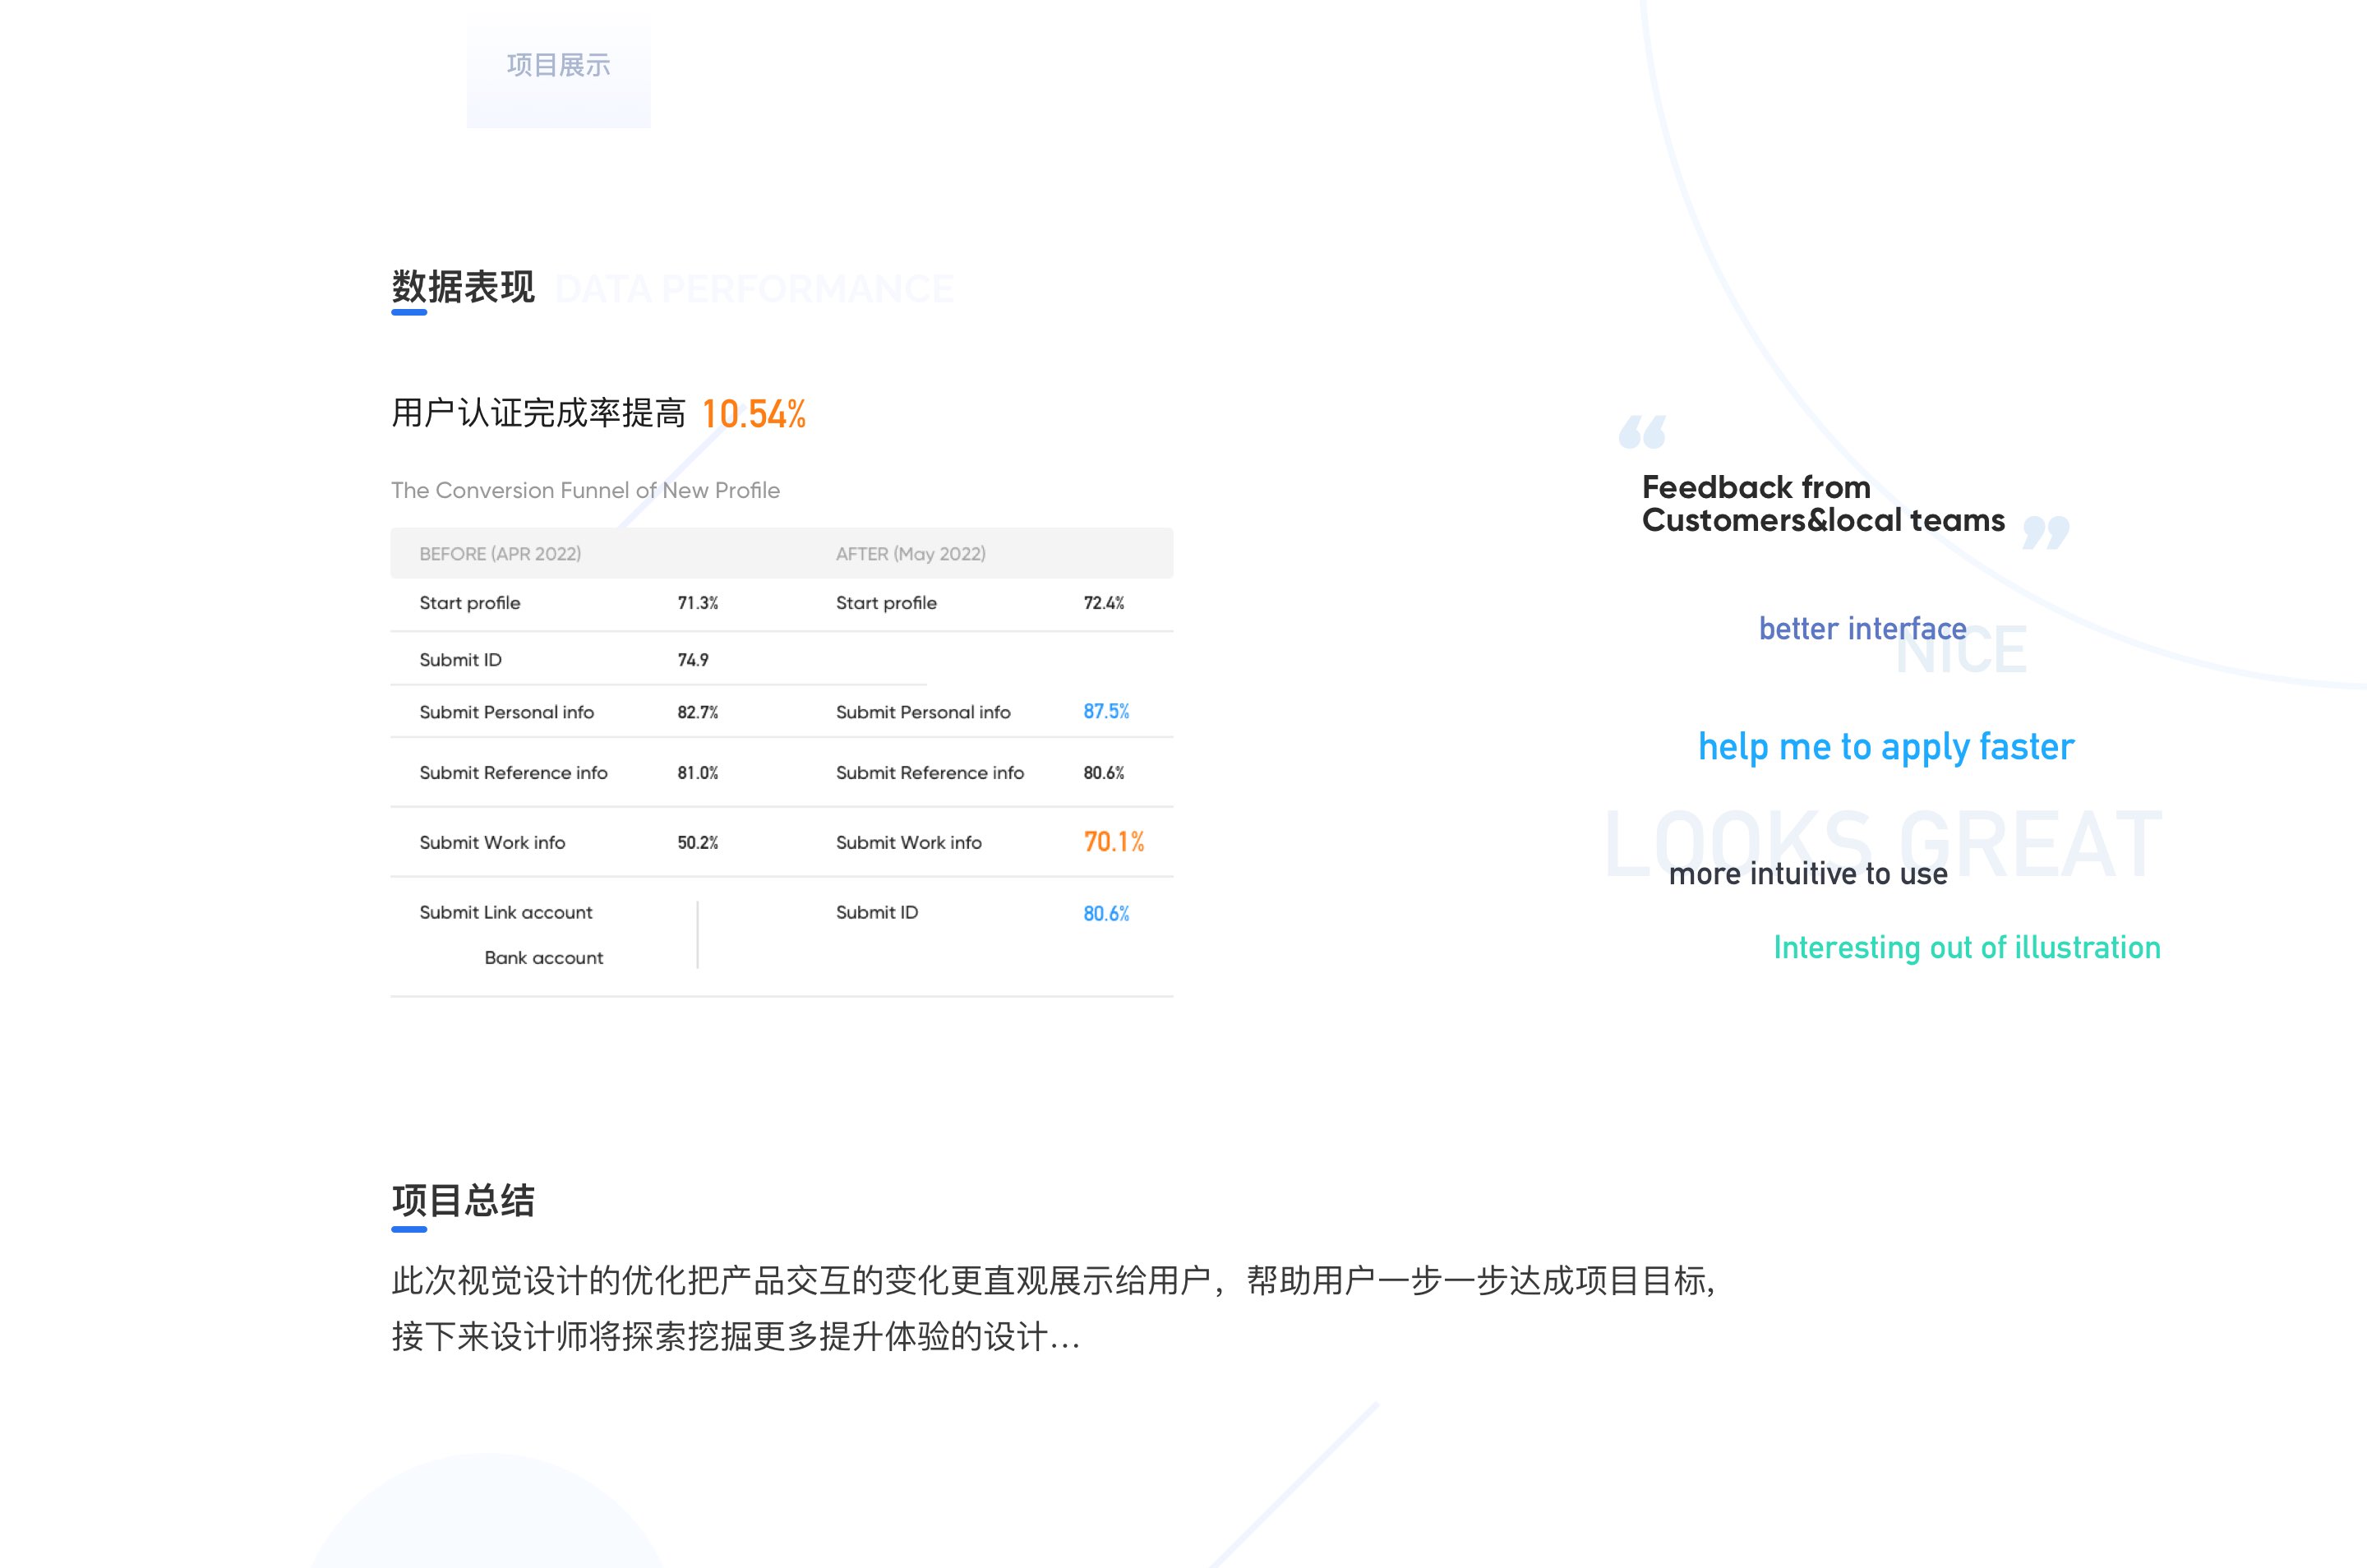 项目展示
数据表现 DATA PERFORMANCE
用户认证完成率提高 10.54%
The Conversion Funnel of New Profile
BEFORE (APR 2022) AFTER (May 2022)
Start profile 71.3% Start profile 72.4%
Submit ID 74.9
Submit Personal info 82.7% Submit Personal info 87.5%
Submit Reference info 81.0% Submit Reference info 80.6%
Submit Work info 50.2% Submit Work info 70.1%
Submit Link account Submit ID 80.6%
Bank account
“
Feedback from
Customers&local teams ”
better interface
NICE
help me to apply faster
LOOKS GREAT
more intuitive to use
Interesting out of illustration
项目总结
此次视觉设计的优化把产品交互的变化更直观展示给用户，帮助用户一步一步达成项目目标,
接下来设计师将探索挖掘更多提升体验的设计...